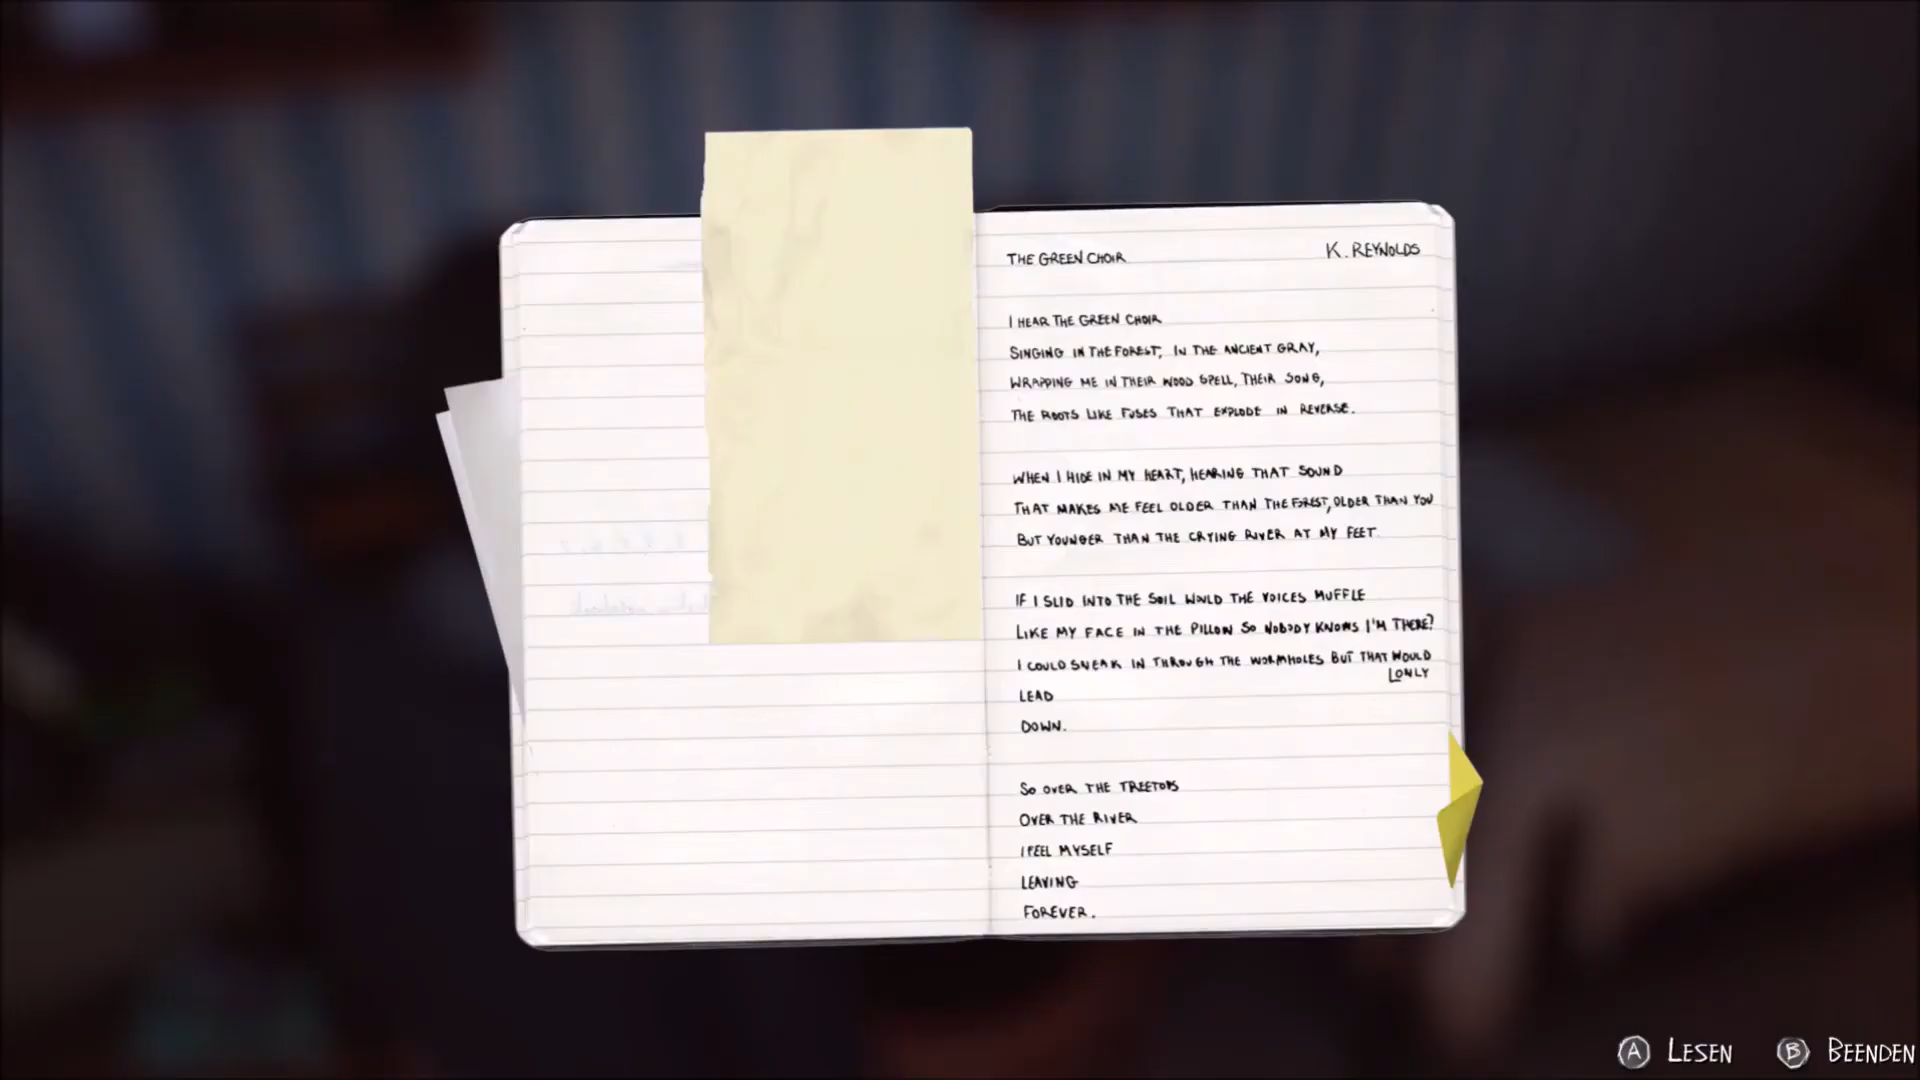 THE GREEN CHOIR
K. REYNOLDS
I HEAR THE GREEN CHOIR
SINGING IN THE FOREST, IN THE ANCIENT GRAY,
WRAPPING ME IN THEIR WOOD SPELL, THEIR SONG,
THE ROOTS LIKE FUSES THAT EXPLODE IN REVERSE.
WHEN I HIDE IN MY HEART, HEARING THAT SOUND
THAT MAKES ME FEEL OLDER THAN THE FOREST, OLDER THAN YOU
BUT YOUNGER THAN THE CRYING RIVER AT MY FEET.
IF I SLID INTO THE SOIL WOULD THE VOICES MUFFLE
LIKE MY FACE IN THE PILLOW SO NOBODY KNOWS I'M THERE?
I COULD SNEAK IN THROUGH THE WORMHOLES BUT THAT WOULD
LONLY
LEAD
DOWN.
SO OVER THE TREETOPS
OVER THE RIVER
I FEEL MYSELF
LEAVING
FOREVER.
A LESEN B BEENDEN